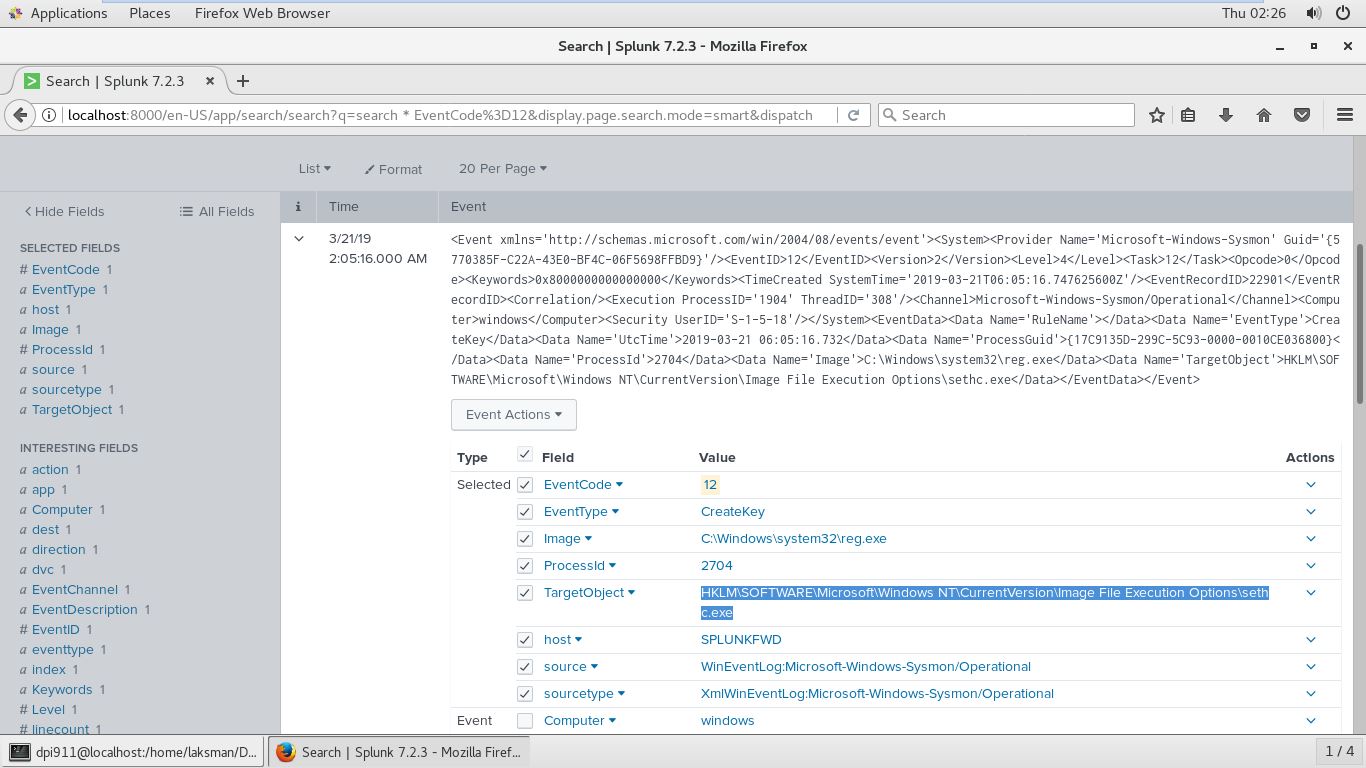 Applications Places Firefox Web Browser Thu 02:26
Search | Splunk 7.2.3 - Mozilla Firefox
Search | Splunk 7.2.3
localhost:8000/en-US/app/search/search?q=search * EventCode%3D12&display.page.search.mode=smart&dispatch Search
List Format 20 Per Page
Hide Fields All Fields i Time Event
SELECTED FIELDS
# EventCode 1
a EventType 1
a host 1
a Image 1
# ProcessId 1
a source 1
a sourcetype 1
a TargetObject 1
INTERESTING FIELDS
a action 1
a app 1
a Computer 1
a dest 1
a direction 1
a dvc 1
a EventChannel 1
a EventDescription 1
# EventID 1
a eventtype 1
a index 1
a Keywords 1
# Level 1
# linecount 1
3/21/19
2:05:16.000 AM
<Event xmlns='http://schemas.microsoft.com/win/2004/08/events/event'><System><Provider Name='Microsoft-Windows-Sysmon' Guid='{5
770385F-C22A-43E0-BF4C-06F5698FFBD9}'/><EventID>12</EventID><Version>2</Version><Level>4</Level><Task>12</Task><Opcode>0</Opcod
e><Keywords>0x8000000000000000</Keywords><TimeCreated SystemTime='2019-03-21T06:05:16.747625600Z'/><EventRecordID>22901</EventR
ecordID><Correlation/><Execution ProcessID='1904' ThreadID='308'/><Channel>Microsoft-Windows-Sysmon/Operational</Channel><Compu
ter>windows</Computer><Security UserID='S-1-5-18'/></System><EventData><Data Name='RuleName'></Data><Data Name='EventType'>Crea
teKey</Data><Data Name='UtcTime'>2019-03-21 06:05:16.732</Data><Data Name='ProcessGuid'>{17C9135D-299C-5C93-0000-0010CE036800}<
/Data><Data Name='ProcessId'>2704</Data><Data Name='Image'>C:\Windows\system32\reg.exe</Data><Data Name='TargetObject'>HKLM\SOF
TWARE\Microsoft\Windows NT\CurrentVersion\Image File Execution Options\sethc.exe</Data></EventData></Event>
Event Actions
Type Field Value Actions
Selected EventCode 12
EventType CreateKey
Image C:\Windows\system32\reg.exe
ProcessId 2704
TargetObject HKLM\SOFTWARE\Microsoft\Windows NT\CurrentVersion\Image File Execution Options\seth
c.exe
host SPLUNKFWD
source WinEventLog:Microsoft-Windows-Sysmon/Operational
sourcetype XmlWinEventLog:Microsoft-Windows-Sysmon/Operational
Event Computer windows
dpi911@localhost:/home/laksman/D... Search | Splunk 7.2.3 - Mozilla Firef... 1 / 4